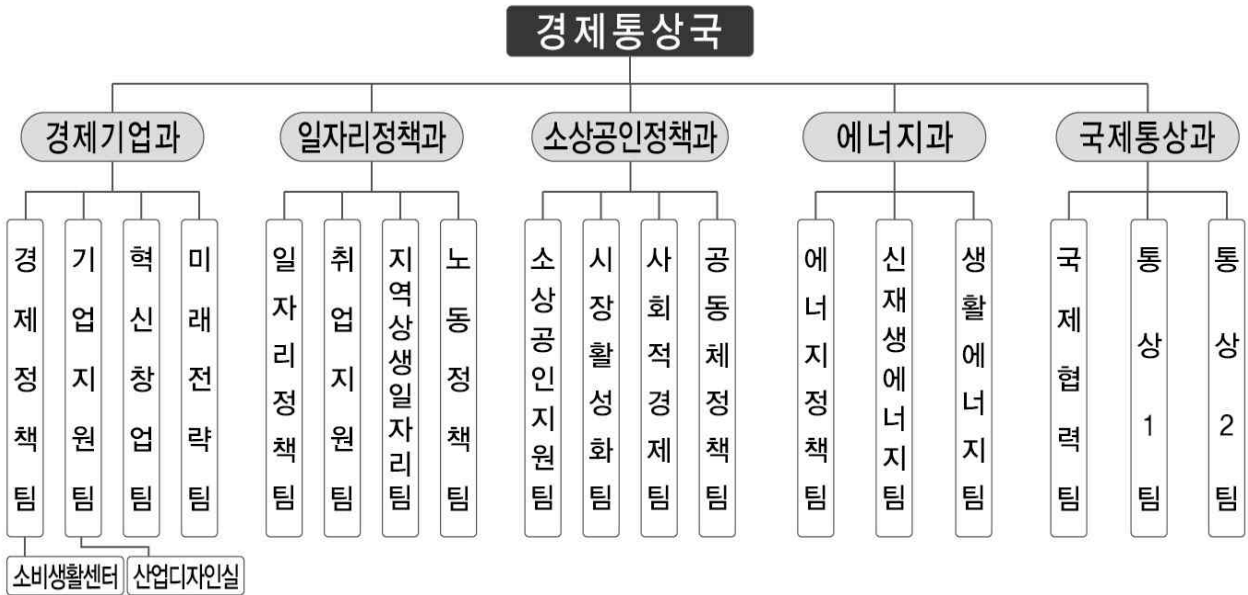 경제통상국
경제기업과
일자리정책과
소상공인정책과
에너지과
국제통상과
경제정책팀
기업지원팀
혁신창업팀
미래전략팀
일자리정책팀
취업지원팀
지역상생일자리팀
노동정책팀
소상공인지원팀
시장활성화팀
사회적경제팀
공동체정책팀
에너지정책팀
신재생에너지팀
생활에너지팀
국제협력팀
통상1팀
통상2팀
소비생활센터
산업디자인실